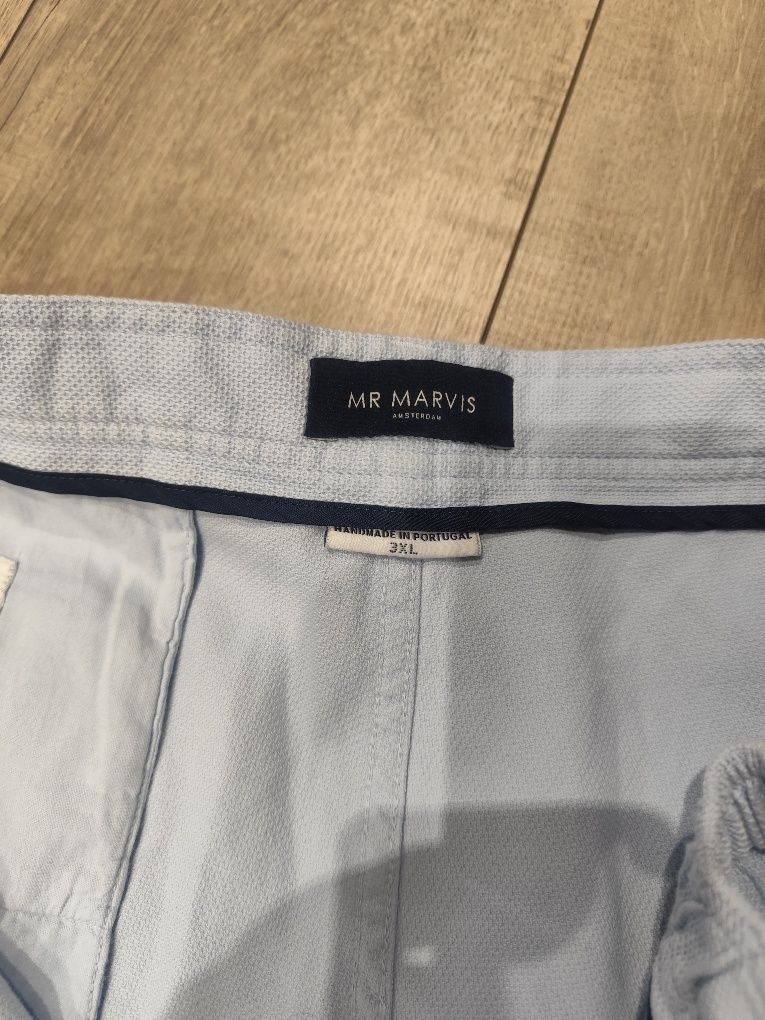 MR MARVIS
AMSTERDAM
HANDMADE IN PORTUGAL
3XL